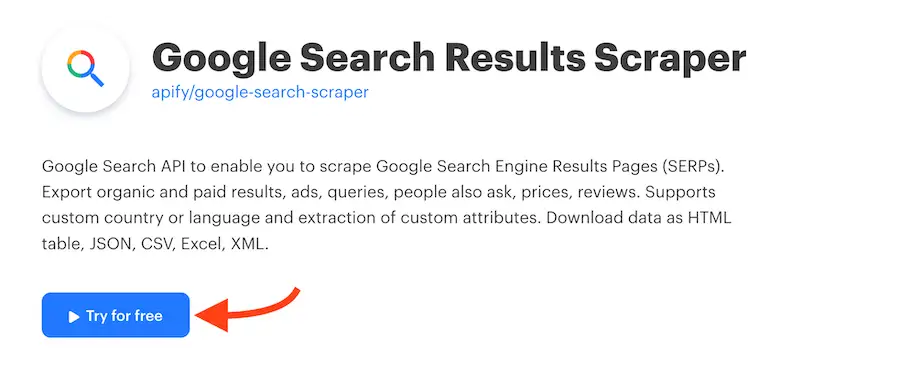 Google Search Results Scraper
apify/google-search-scraper
Google Search API to enable you to scrape Google Search Engine Results Pages (SERPs).
Export organic and paid results, ads, queries, people also ask, prices, reviews. Supports
custom country or language and extraction of custom attributes. Download data as HTML
table, JSON, CSV, Excel, XML.
Try for free